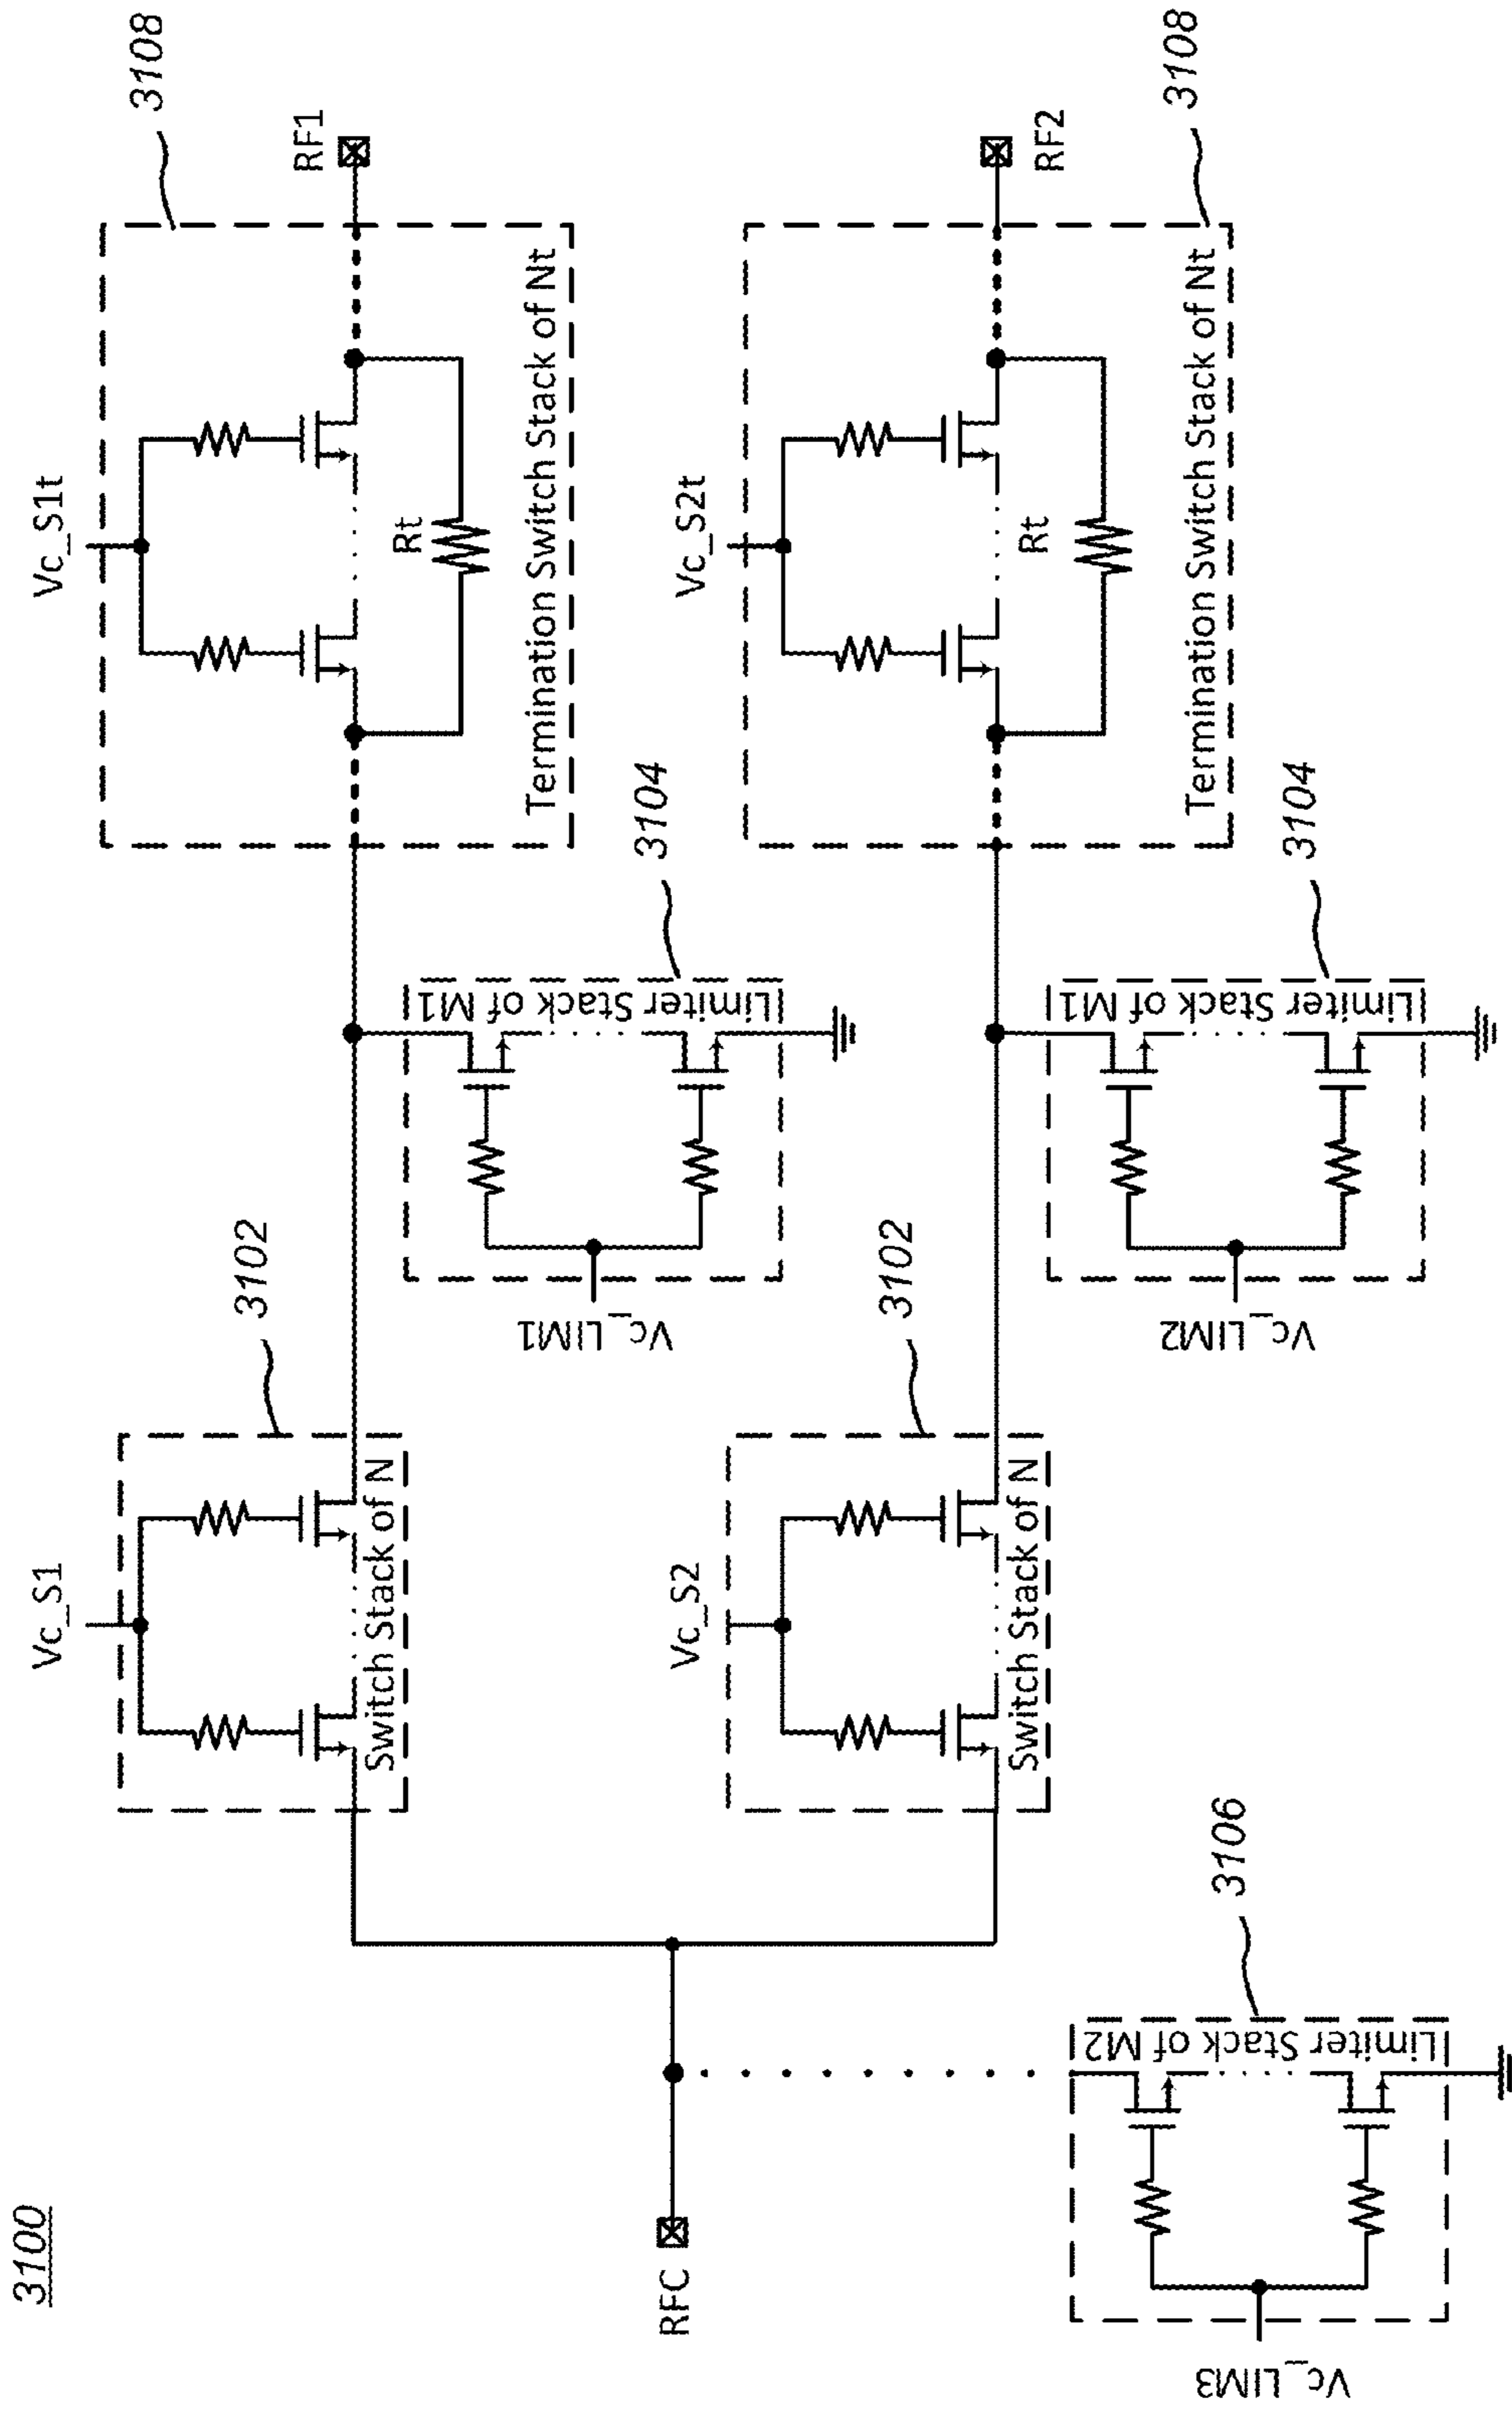 3100
Vc_S1
3102
Switch Stack of N
Vc_S1t
3108
RF1
Rt
Termination Switch Stack of Nt
3104
Limiter Stack of M1
Vc_LIM1
RFC
Vc_S2
3102
Switch Stack of N
Vc_S2t
3108
RF2
Rt
Termination Switch Stack of Nt
3104
Limiter Stack of M1
Vc_LIM2
3106
Limiter Stack of M2
Vc_LIM3